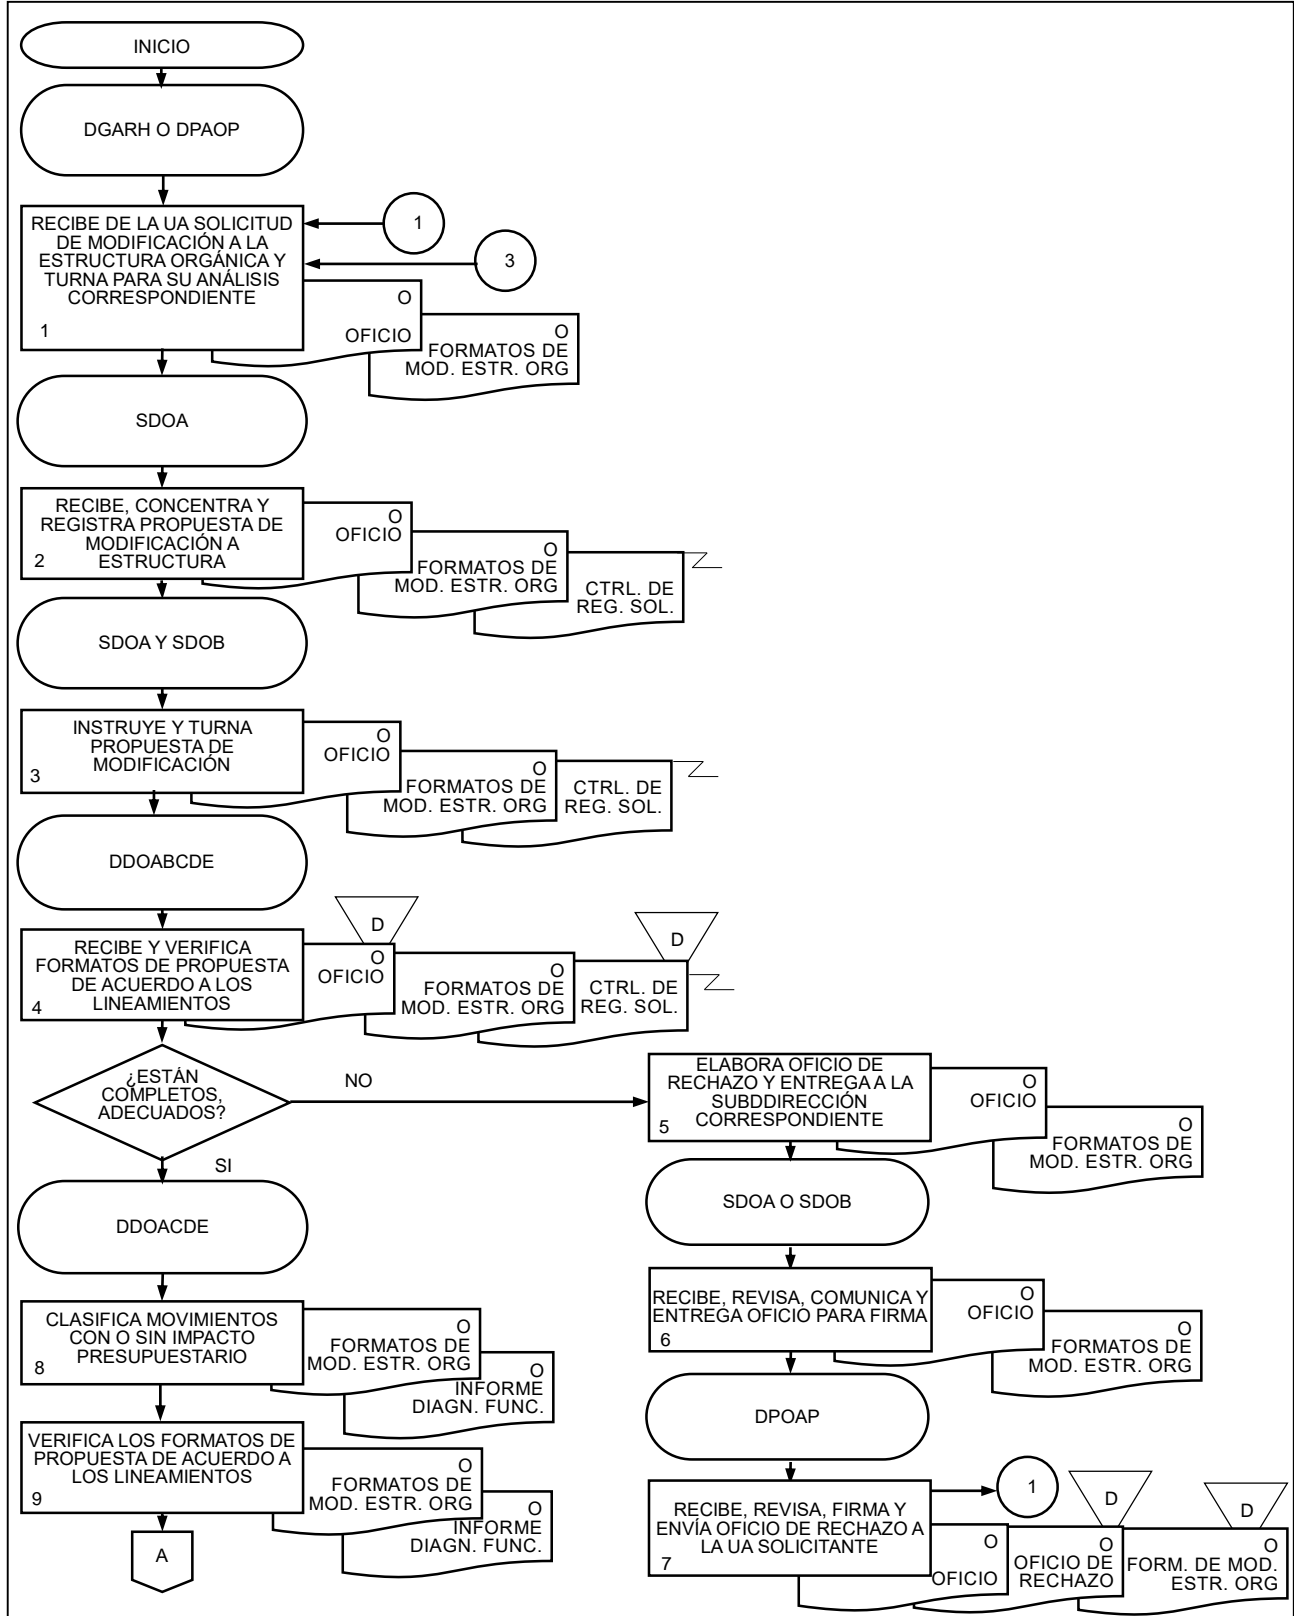 INICIO
DGARH O DPAOP
RECIBE DE LA UA SOLICITUD
DE MODIFICACIÓN A LA
ESTRUCTURA ORGÁNICA Y
TURNA PARA SU ANÁLISIS
CORRESPONDIENTE
1
1
3
O
OFICIO
O
FORMATOS DE
MOD. ESTR. ORG
SDOA
RECIBE, CONCENTRA Y
REGISTRA PROPUESTA DE
MODIFICACIÓN A
ESTRUCTURA
2
O
OFICIO
O
FORMATOS DE
MOD. ESTR. ORG
CTRL. DE
REG. SOL.
SDOA Y SDOB
INSTRUYE Y TURNA
PROPUESTA DE
MODIFICACIÓN
3
O
OFICIO
O
FORMATOS DE
MOD. ESTR. ORG
CTRL. DE
REG. SOL.
DDOABCDE
RECIBE Y VERIFICA
FORMATOS DE PROPUESTA
DE ACUERDO A LOS
LINEAMIENTOS
4
D
O
OFICIO
O
FORMATOS DE
MOD. ESTR. ORG
D
CTRL. DE
REG. SOL.
¿ESTÁN
COMPLETOS,
ADECUADOS?
NO
SI
ELABORA OFICIO DE
RECHAZO Y ENTREGA A LA
SUBDDIRECCIÓN
CORRESPONDIENTE
5
O
OFICIO
O
FORMATOS DE
MOD. ESTR. ORG
SDOA O SDOB
RECIBE, REVISA, COMUNICA Y
ENTREGA OFICIO PARA FIRMA
6
O
OFICIO
O
FORMATOS DE
MOD. ESTR. ORG
DPOAP
RECIBE, REVISA, FIRMA Y
ENVÍA OFICIO DE RECHAZO A
LA UA SOLICITANTE
7
1
O
OFICIO
D
O
OFICIO DE
RECHAZO
D
O
FORM. DE MOD.
ESTR. ORG
DDOACDE
CLASIFICA MOVIMIENTOS
CON O SIN IMPACTO
PRESUPUESTARIO
8
O
FORMATOS DE
MOD. ESTR. ORG
O
INFORME
DIAGN. FUNC.
VERIFICA LOS FORMATOS DE
PROPUESTA DE ACUERDO A
LOS LINEAMIENTOS
9
O
FORMATOS DE
MOD. ESTR. ORG
O
INFORME
DIAGN. FUNC.
A